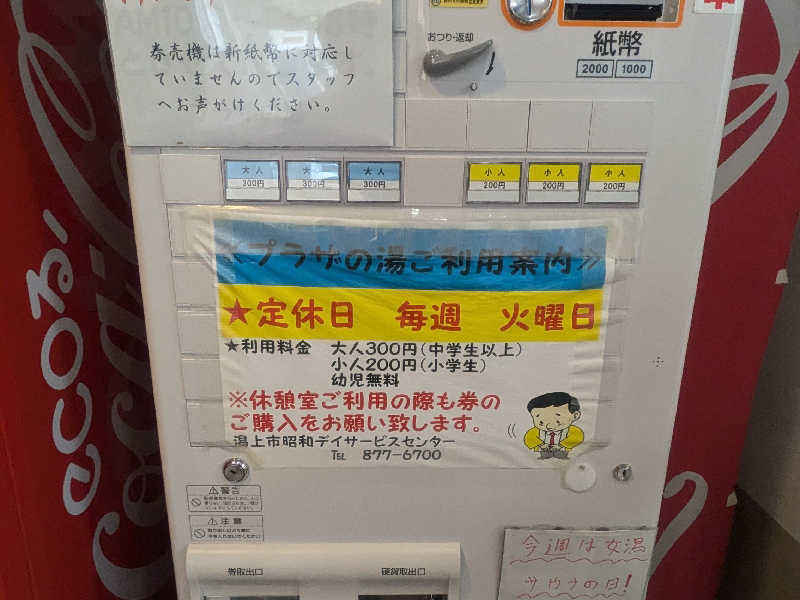 券売機は新紙幣に対応し
ていませんのでスタッフ
へお声がけください。
おつり・返却
紙幣
2000 1000
大人 大人 大人 小人 小人 小人
300円 300円 300円 200円 200円 200円
《プラザの湯ご利用案内》
★定休日 毎週 火曜日
★利用料金 大人300円(中学生以上)
小人200円(小学生)
幼児無料
※休憩室ご利用の際も券の
ご購入をお願い致します。
潟上市昭和デイサービスセンター
TEL 877-6700
警告
注意
券取出口 硬貨取出口
今週は女湯
サウナの日!